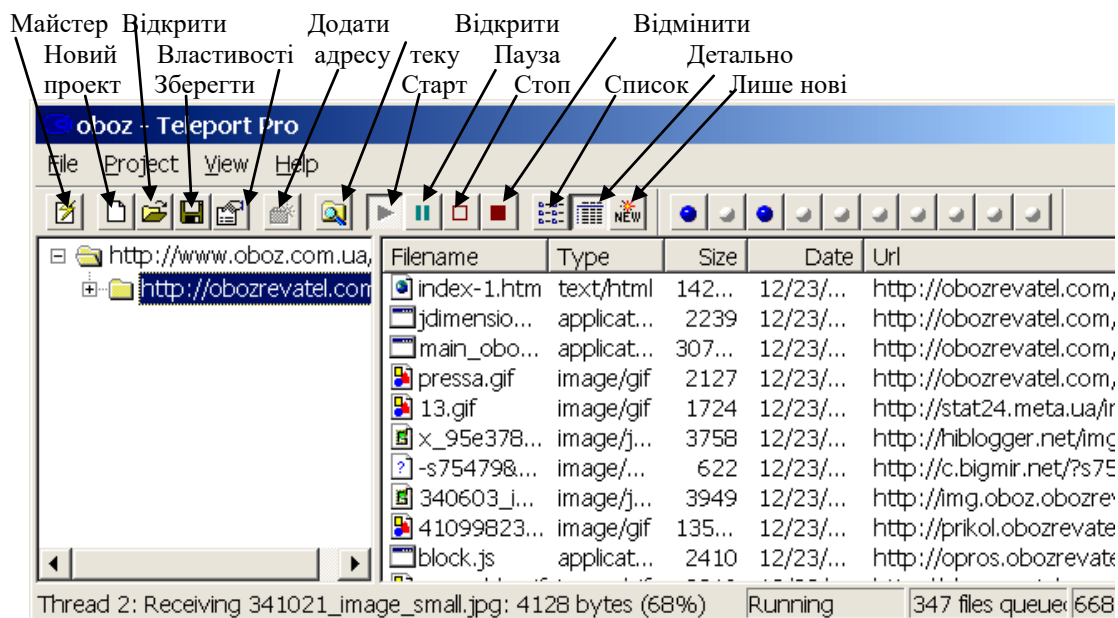 Майстер Відкрити Додати Відкрити Відмінити
Новий Властивості адресу теку Пауза Детально
проект Зберегти Старт Стоп Список Лише нові
oboz - Teleport Pro
File Project View Help
NEW
http://www.oboz.com.ua,
http://obozrevatel.com
Filename Type Size Date Url
index-1.htm text/html 142... 12/23/... http://obozrevatel.com,
jdimensio... applicat... 2239 12/23/... http://obozrevatel.com,
main_obo... applicat... 307... 12/23/... http://obozrevatel.com,
pressa.gif image/gif 2127 12/23/... http://obozrevatel.com,
13.gif image/gif 1724 12/23/... http://stat24.meta.ua/ir
x_95e378... image/j... 3758 12/23/... http://hiblogger.net/img
-s75479&... image/... 622 12/23/... http://c.bigmir.net/?s75
340603_i... image/j... 3949 12/23/... http://img.oboz.obozrev
41099823... image/gif 135... 12/23/... http://prikol.obozrevate
block.js applicat... 2410 12/23/... http://opros.obozrevate
Thread 2: Receiving 341021_image_small.jpg: 4128 bytes (68%) Running 347 files queue 668